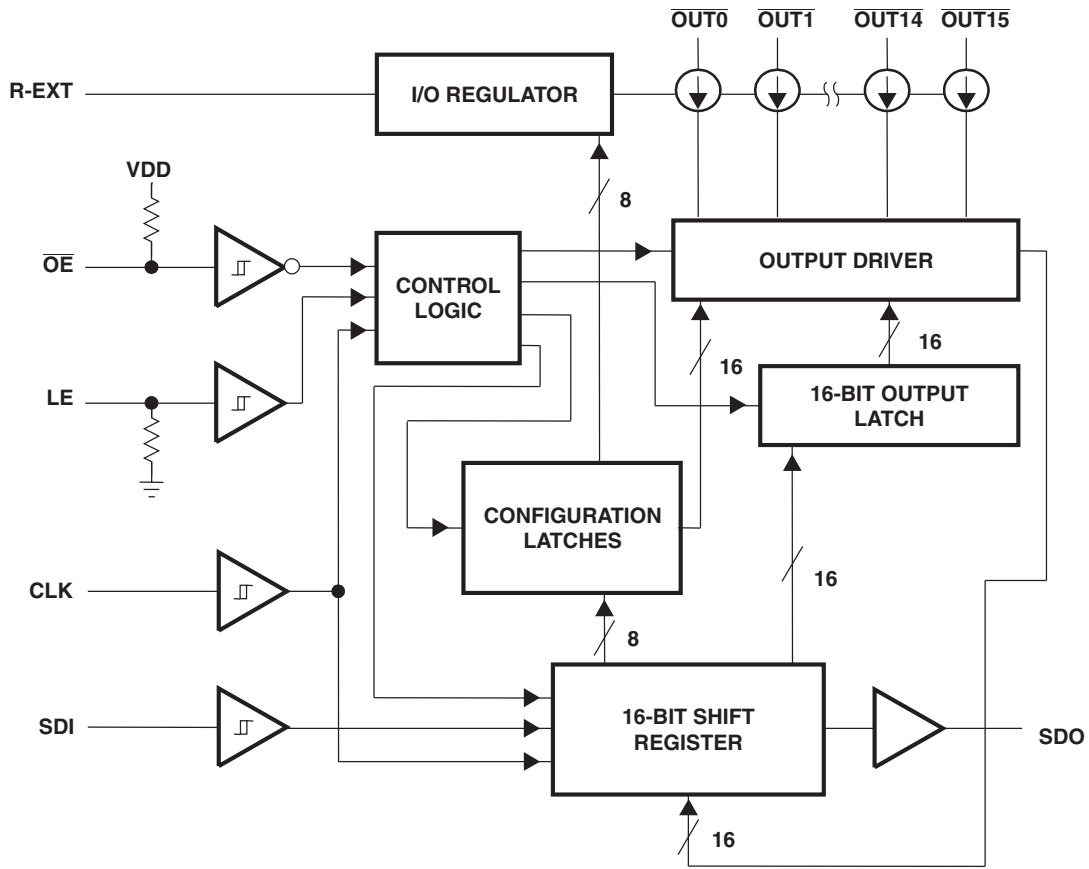 OUT0 OUT1 OUT14 OUT15
R-EXT
I/O REGULATOR
VDD
8
OE
CONTROL
LOGIC
OUTPUT DRIVER
16
16
LE
16-BIT OUTPUT
LATCH
CONFIGURATION
LATCHES
CLK
16
8
SDI
16-BIT SHIFT
REGISTER
SDO
16